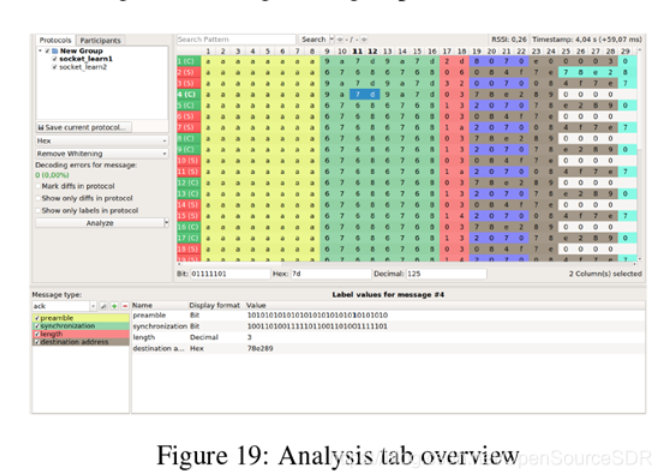 Protocols Participants
Search Pattern Search - / - RSSI: 0,26 Timestamp: 4,04 s (+59,07 ms)
New Group
socket_learn1
socket_learn2
Save current protocol...
Hex
Remove Whitening
Decoding errors for message:
0 (0,00%)
Mark diffs in protocol
Show only diffs in protocol
Show only labels in protocol
Analyze
1 2 3 4 5 6 7 8 9 10 11 12 13 14 15 16 17 18 19 20 21 22 23 24 25 26 27 28 29
1 (C) a a a a a a a a 9 a 7 d 9 a 7 d 2 d 8 0 7 0 e 0 0 0 0 3 0
2 (S) a a a a a a a a 6 7 6 8 6 7 6 8 0 6 0 8 4 f 7 e 7 8 e 2 8
3 (S) a a a a a a a a 9 a 7 d 9 a 7 d 3 2 2 0 7 0 0 8 4 f 7 e 7
4 (C) a a a a a a a a 9 a 7 d 9 a 7 d 0 3 7 8 e 2 8 9 0 0 0 0
5 (C) a a a a a a a a 6 7 6 8 6 7 6 8 1 3 2 0 7 0 7 8 e 2 8 9 0
6 (S) a a a a a a a a 6 7 6 8 6 7 6 8 0 3 0 8 4 f 7 e 0 0 0 0
7 (S) a a a a a a a a 6 7 6 8 6 7 6 8 1 a 2 0 7 0 0 8 4 f 7 e 7
8 (C) a a a a a a a a 6 7 6 8 6 7 6 8 0 3 7 8 e 2 8 9 0 0 0 0
9 (C) a a a a a a a a 6 7 6 8 6 7 6 8 1 3 2 0 7 0 7 8 e 2 8 9 0
10 (S) a a a a a a a a 6 7 6 8 6 7 6 8 0 3 0 8 4 f 7 e 0 0 0 0
11 (S) a a a a a a a a 6 7 6 8 6 7 6 8 1 a 2 0 7 0 0 8 4 f 7 e 7
12 (C) a a a a a a a a 6 7 6 8 6 7 6 8 0 3 7 8 e 2 8 9 0 0 0 0
13 (C) a a a a a a a a 6 7 6 8 6 7 6 8 1 3 2 0 7 0 7 8 e 2 8 9 0
14 (S) a a a a a a a a 6 7 6 8 6 7 6 8 0 3 0 8 4 f 7 e 0 0 0 0
15 (S) a a a a a a a a 6 7 6 8 6 7 6 8 1 4 2 0 7 0 0 8 4 f 7 e 7
16 (C) a a a a a a a a 6 7 6 8 6 7 6 8 0 3 7 8 e 2 8 9 0 0 0 0
17 (C) a a a a a a a a 6 7 6 8 6 7 6 8 1 3 2 0 7 0 7 8 e 2 8 9 0
18 (S) a a a a a a a a 6 7 6 8 6 7 6 8 0 3 0 8 4 f 7 e 0 0 0 0
Bit: 01111101 Hex: 7d Decimal: 125 2 Column(s) selected
Message type:
ack
preamble
synchronization
length
destination address
Label values for message #4
Name Display format Value
preamble Bit 10101010101010101010101010101010
synchronization Bit 10011010011111011001101001111101
length Decimal 3
destination a... Hex 78e289
Figure 19: Analysis tab overview
OpenSourceSDR